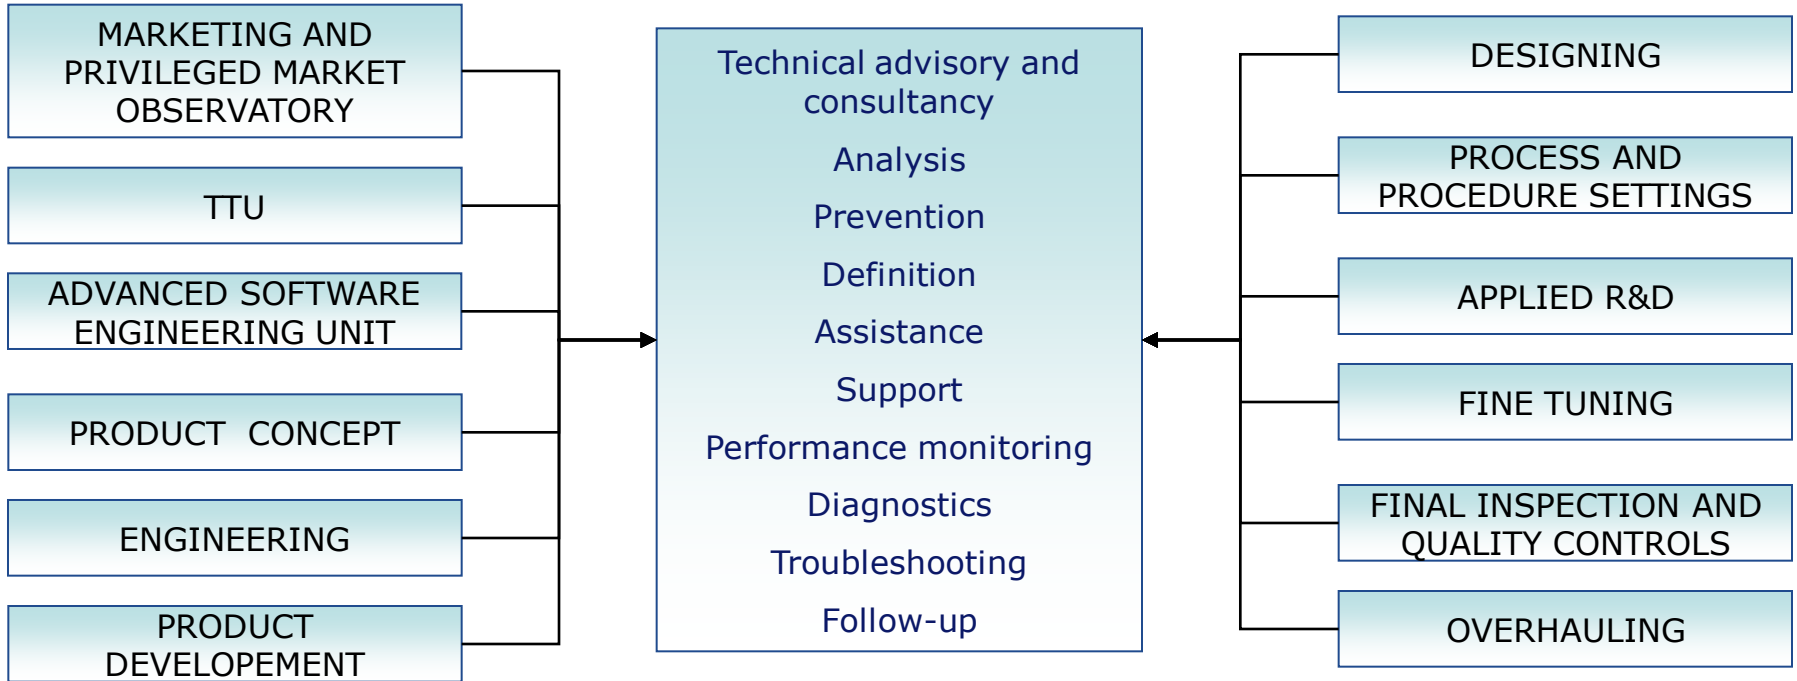 MARKETING AND
PRIVILEGED MARKET
OBSERVATORY
TTU
ADVANCED SOFTWARE
ENGINEERING UNIT
PRODUCT CONCEPT
ENGINEERING
PRODUCT
DEVELOPEMENT
Technical advisory and
consultancy
Analysis
Prevention
Definition
Assistance
Support
Performance monitoring
Diagnostics
Troubleshooting
Follow-up
DESIGNING
PROCESS AND
PROCEDURE SETTINGS
APPLIED R&D
FINE TUNING
FINAL INSPECTION AND
QUALITY CONTROLS
OVERHAULING